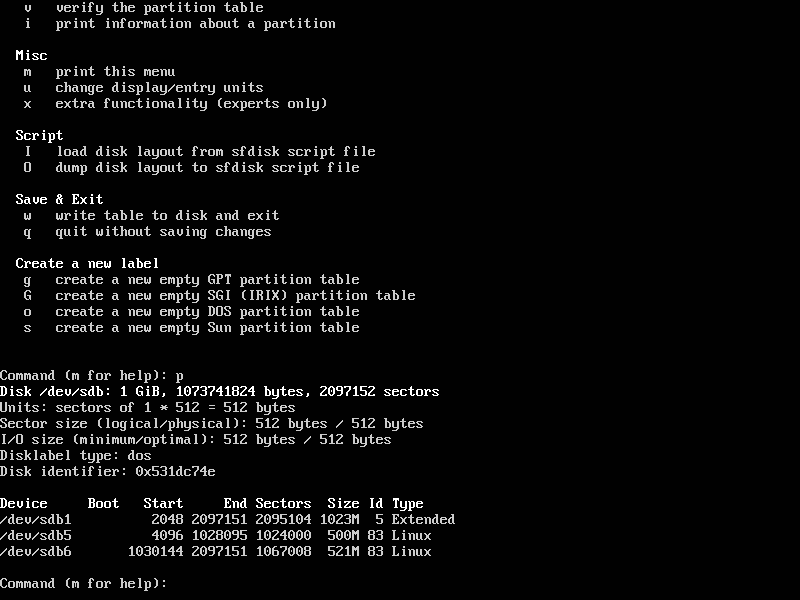 v   verify the partition table
i   print information about a partition
Misc
m   print this menu
u   change display/entry units
x   extra functionality (experts only)
Script
I   load disk layout from sfdisk script file
O   dump disk layout to sfdisk script file
Save & Exit
w   write table to disk and exit
q   quit without saving changes
Create a new label
g   create a new empty GPT partition table
G   create a new empty SGI (IRIX) partition table
o   create a new empty DOS partition table
s   create a new empty Sun partition table
Command (m for help): p
Disk /dev/sdb: 1 GiB, 1073741824 bytes, 2097152 sectors
Units: sectors of 1 * 512 = 512 bytes
Sector size (logical/physical): 512 bytes / 512 bytes
I/O size (minimum/optimal): 512 bytes / 512 bytes
Disklabel type: dos
Disk identifier: 0x531dc74e
Device     Boot   Start     End Sectors  Size Id Type
/dev/sdb1          2048 2097151 2095104 1023M  5 Extended
/dev/sdb5          4096 1028095 1024000  500M 83 Linux
/dev/sdb6       1030144 2097151 1067008  521M 83 Linux
Command (m for help):